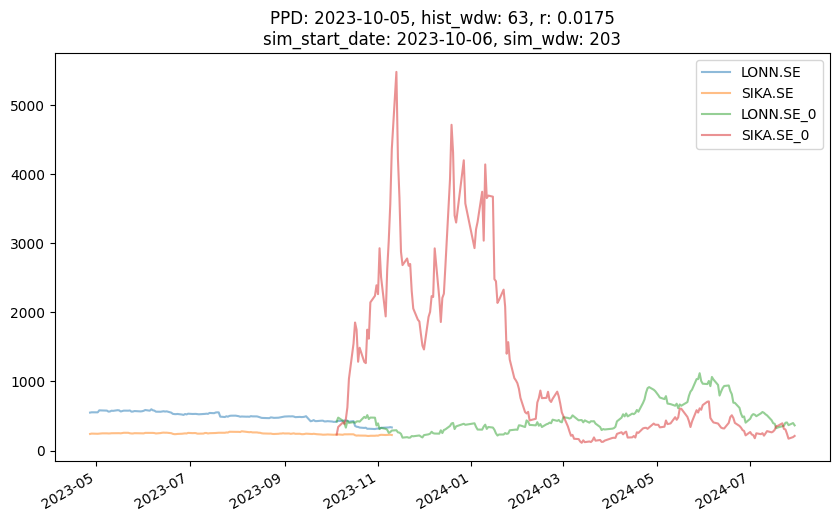 PPD: 2023-10-05, hist_wdw: 63, r: 0.0175
sim_start_date: 2023-10-06, sim_wdw: 203
LONN.SE
SIKA.SE
LONN.SE_0
SIKA.SE_0
5000
4000
3000
2000
1000
0
2023-05
2023-07
2023-09
2023-11
2024-01
2024-03
2024-05
2024-07